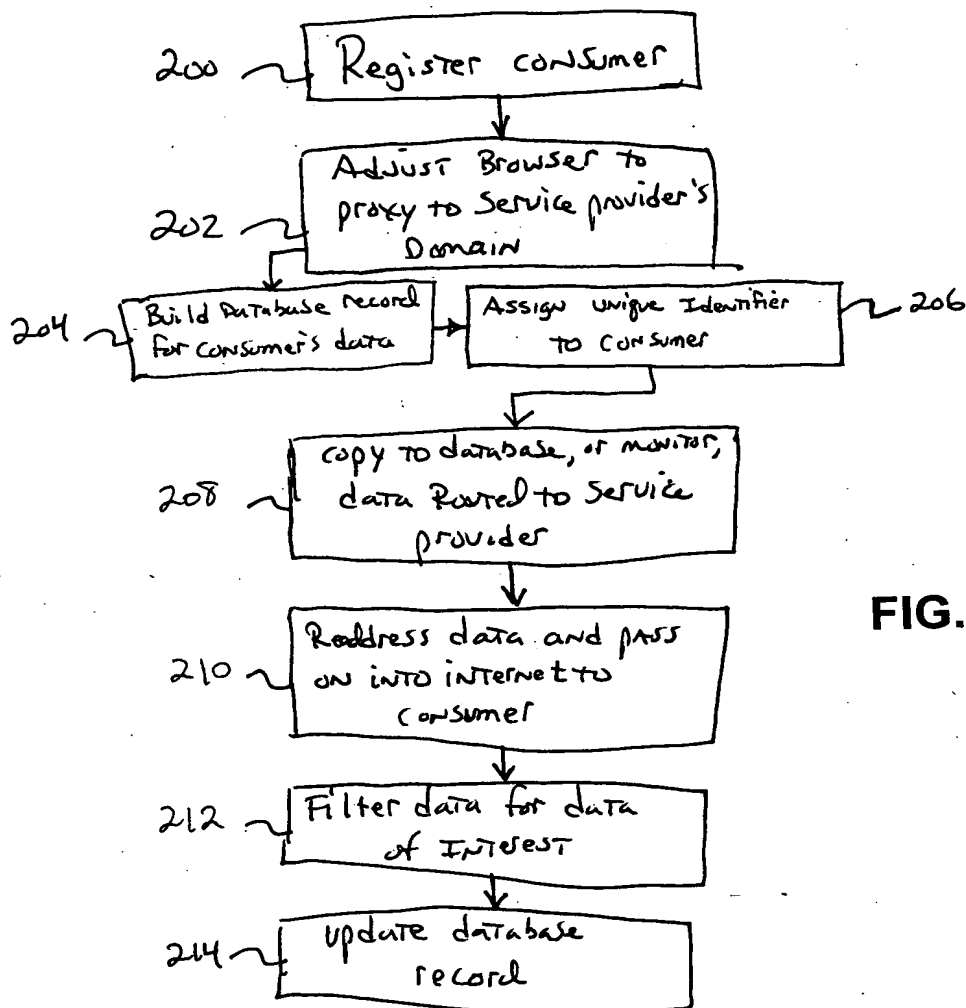 200 Register consumer
Adjust Browser to
202 proxy to Service provider's
Domain
204 Build Database record
for consumer's data
Assign unique Identifier 206
to consumer
copy to database, or monitor,
208 data Routed to Service
provider
Readdress data and pass
210 on into internet to
consumer
FIG.
212 Filter data for data
of Interest
214 update database
record